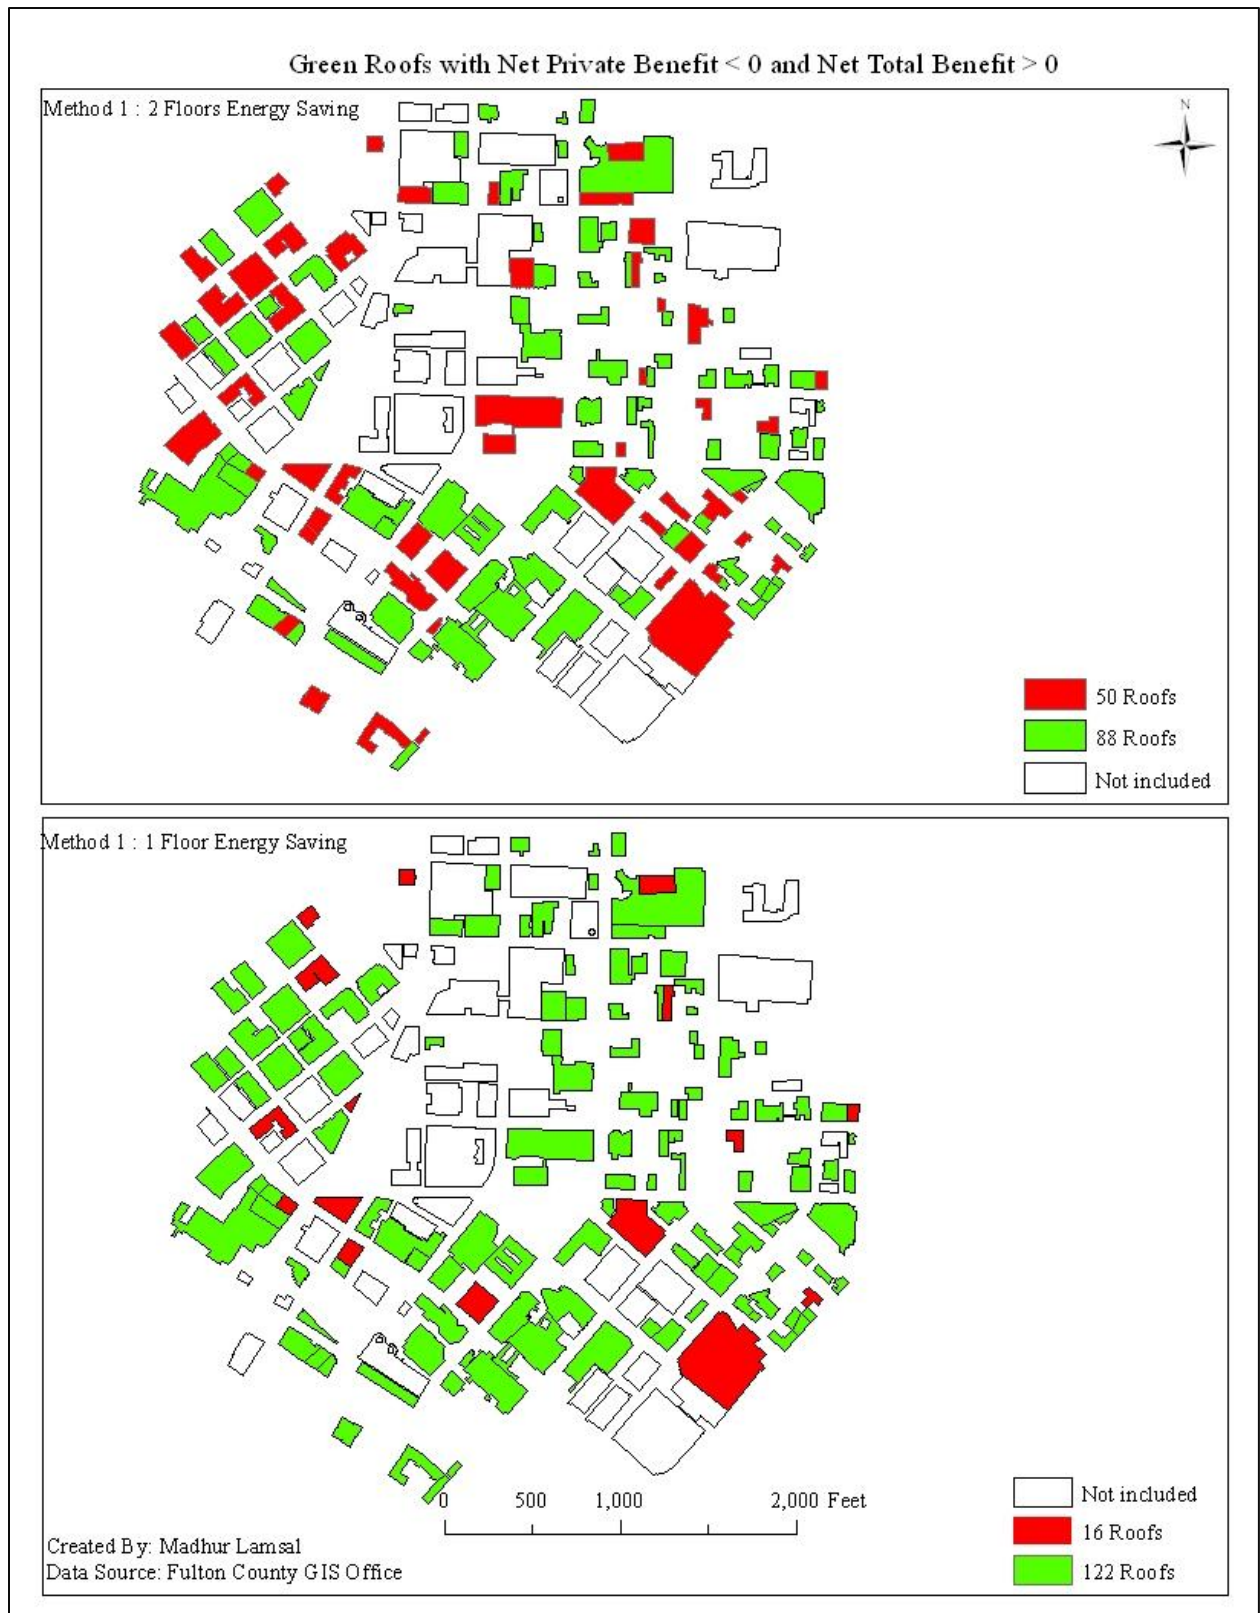 Green Roofs with Net Private Benefit < 0 and Net Total Benefit > 0
Method 1 : 2 Floors Energy Saving
N
50 Roofs
88 Roofs
Not included
Method 1 : 1 Floor Energy Saving
0 500 1,000 2,000 Feet
Not included
16 Roofs
122 Roofs
Created By: Madhur Lamsal
Data Source: Fulton County GIS Office